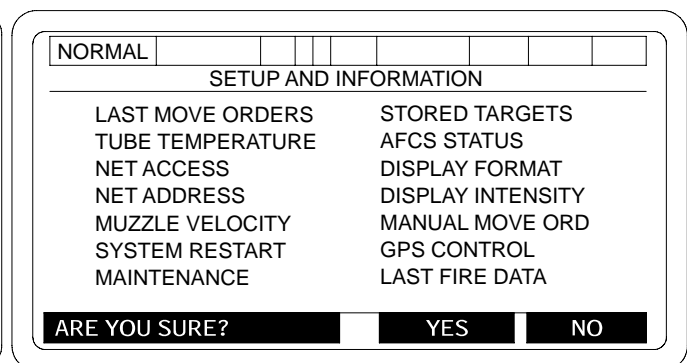 NORMAL
SETUP AND INFORMATION
LAST MOVE ORDERS STORED TARGETS
TUBE TEMPERATURE AFCS STATUS
NET ACCESS DISPLAY FORMAT
NET ADDRESS DISPLAY INTENSITY
MUZZLE VELOCITY MANUAL MOVE ORD
SYSTEM RESTART GPS CONTROL
MAINTENANCE LAST FIRE DATA
ARE YOU SURE? YES NO